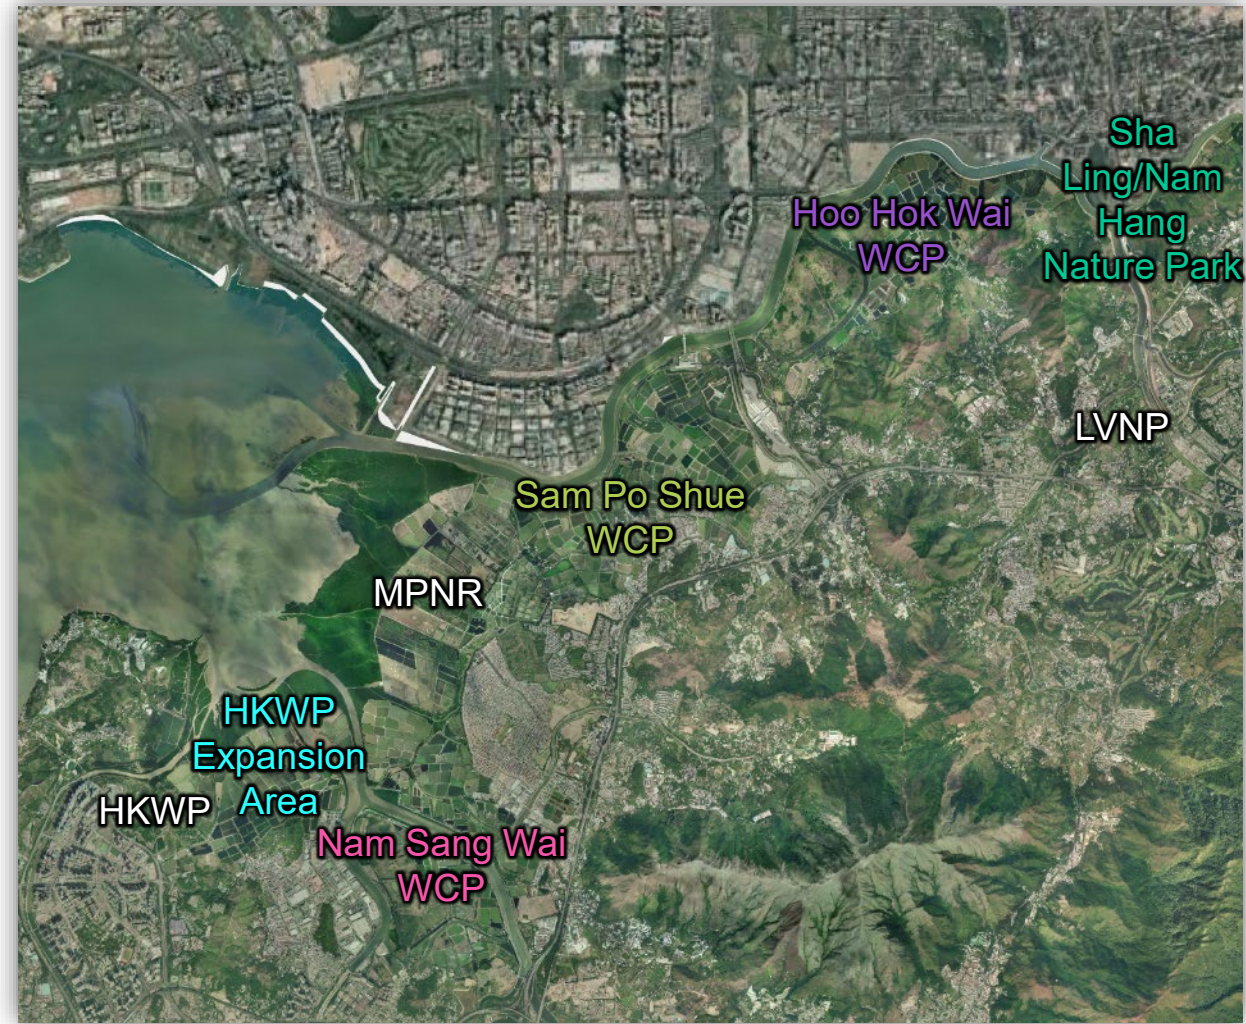 Sha
Ling/Nam
Hang
Nature Park
Hoo Hok Wai
WCP
LVNP
Sam Po Shue
WCP
MPNR
HKWP
Expansion
Area
HKWP
Nam Sang Wai
WCP